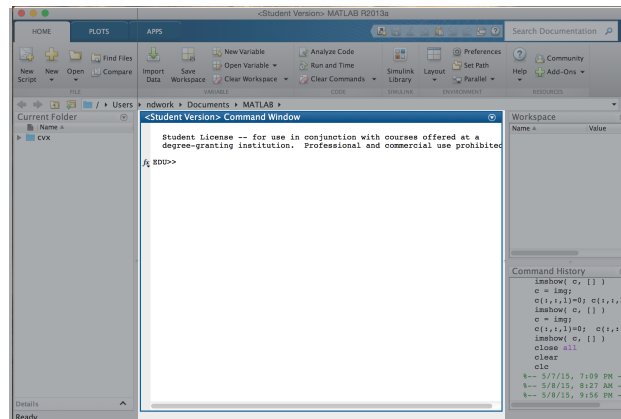 <Student Version> MATLAB R2013a
HOME PLOTS APPS
Search Documentation
New Script
New
Open
Find Files
Compare
FILE
Import Data
Save Workspace
New Variable
Open Variable
Clear Workspace
VARIABLE
Analyze Code
Run and Time
Clear Commands
CODE
Simulink Library
SIMULINK
Layout
Preferences
Set Path
Parallel
ENVIRONMENT
Help
Community
Add-Ons
RESOURCES
/ Users ndwork Documents MATLAB
Current Folder
Name
cvx
Details
Ready
<Student Version> Command Window
Student License -- for use in conjunction with courses offered at a
degree-granting institution. Professional and commercial use prohibited
fx EDU>>
Workspace
Name Value
Command History
imshow( c, [] )
c = img;
c(:,:,1)=0; c(:,:,
imshow( c, [] )
c = img;
c(:,:,1)=0; c(:,:
imshow( c, [] )
close all
clear
clc
%-- 5/7/15, 7:09 PM -
%-- 5/8/15, 8:27 AM -
%-- 5/8/15, 9:56 PM -